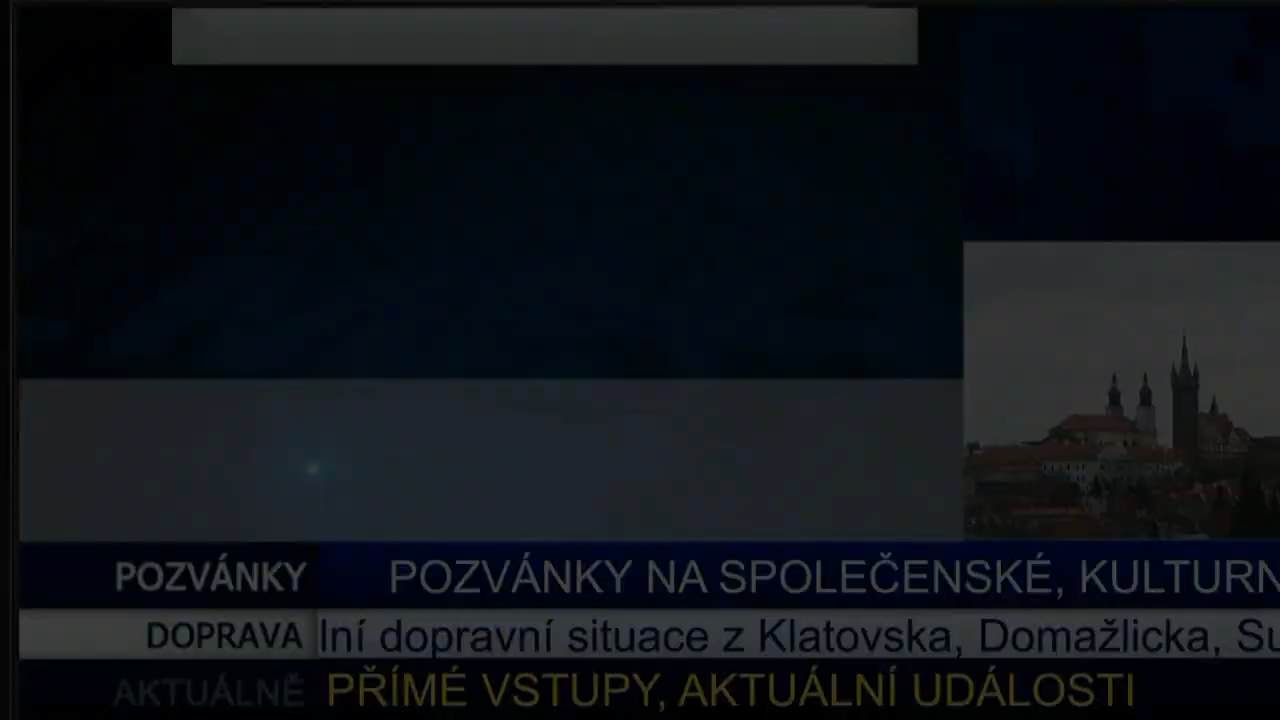 POZVÁNKY POZVÁNKY NA SPOLEČENSKÉ, KULTURN
DOPRAVA lní dopravní situace z Klatovska, Domažlicka, Su
AKTUÁLNĚ PŘÍMÉ VSTUPY, AKTUÁLNÍ UDÁLOSTI